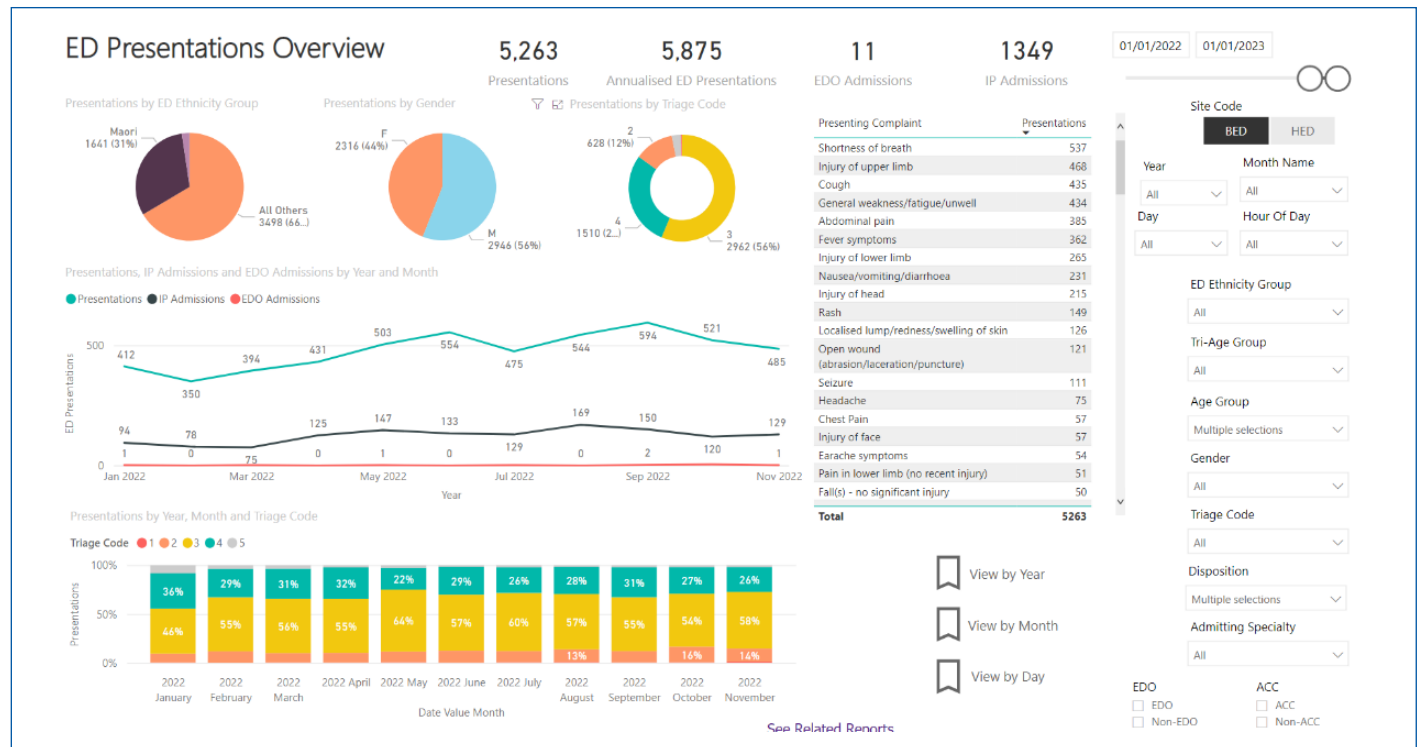 ED Presentations Overview
5,263
Presentations
5,875
Annualised ED Presentations
11
EDO Admissions
1349
IP Admissions
01/01/2022
01/01/2023
Presentations by ED Ethnicity Group
Maori
1641 (31%)
All Others
3498 (66...)
Presentations by Gender
F
2316 (44%)
M
2946 (56%)
Presentations by Triage Code
2
628 (12%)
4
1510 (2...)
3
2962 (56%)
Presenting Complaint Presentations
Shortness of breath 537
Injury of upper limb 468
Cough 435
General weakness/fatigue/unwell 434
Abdominal pain 385
Fever symptoms 362
Injury of lower limb 265
Nausea/vomiting/diarrhoea 231
Injury of head 215
Rash 149
Localised lump/redness/swelling of skin 126
Open wound 121
(abrasion/laceration/puncture)
Seizure 111
Headache 75
Chest Pain 57
Injury of face 57
Earache symptoms 54
Pain in lower limb (no recent injury) 51
Fall(s) - no significant injury 50
Total 5263
Presentations, IP Admissions and EDO Admissions by Year and Month
Presentations IP Admissions EDO Admissions
ED Presentations
500
0
412 350 394 431 503 554 475 544 594 521 485
94 78 75 125 147 133 129 169 150 120 129
1 0 0 1 0 2 1
Jan 2022 Mar 2022 May 2022 Jul 2022 Sep 2022 Nov 2022
Year
Presentations by Year, Month and Triage Code
Triage Code 1 2 3 4 5
Presentations
100%
50%
0%
36% 29% 31% 32% 22% 29% 26% 28% 31% 27% 26%
46% 55% 56% 55% 64% 57% 60% 57% 55% 54% 58%
13% 16% 14%
2022 2022 2022 2022 April 2022 May 2022 June 2022 July 2022 2022 2022 2022
January February March August September October November
Date Value Month
View by Year
View by Month
View by Day
See Related Reports
Site Code
BED HED
Year Month Name
All All
Day Hour Of Day
All All
ED Ethnicity Group
All
Tri-Age Group
All
Age Group
Multiple selections
Gender
All
Triage Code
All
Disposition
Multiple selections
Admitting Specialty
All
EDO ACC
EDO ACC
Non-EDO Non-ACC